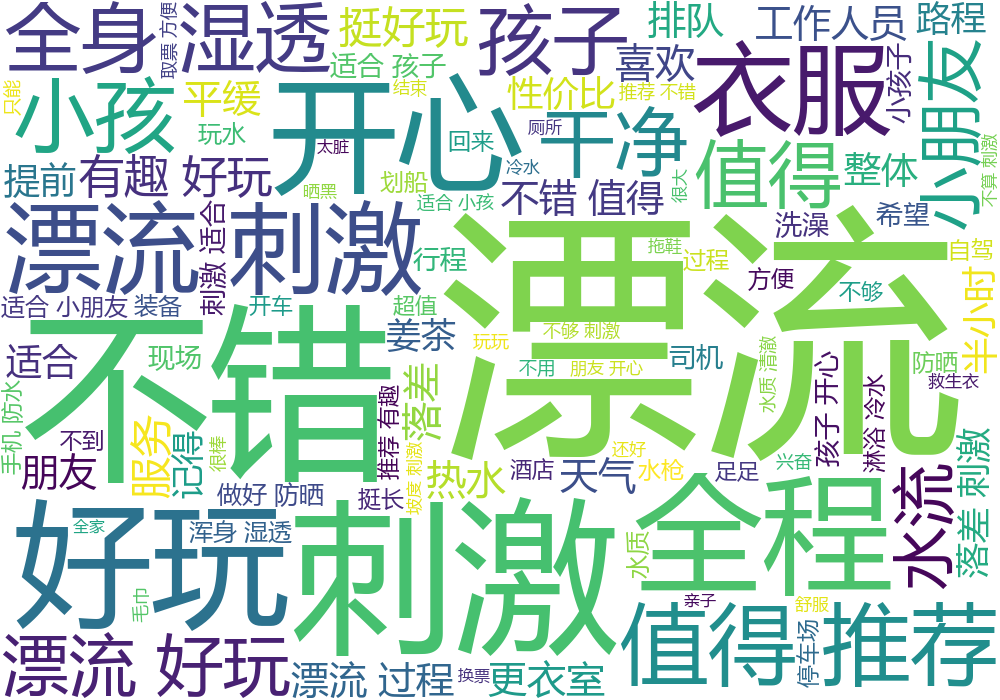 全身 湿透
取票 方便
挺好玩
孩子
排队
工作人员
路程
适合 孩子
喜欢
衣服
小孩子
小朋友
只能
小孩
平缓
玩水
开心
结束
性价比
推荐 不错
太脏
回来
厕所
干净
冷水
值得
整体
不算 刺激
提前
有趣 好玩
晒黑
划船
适合 小孩
不错 值得
很大
洗澡
希望
漂流 刺激
刺激 适合
行程
漂流
拖鞋
过程
方便
不够
自驾
半小时
适合 小朋友
装备
开车
超值
姜茶
玩玩
不够 刺激
司机
防晒
适合
现场
不错
不用
朋友 开心
水质 清澈
救生衣
手机 防水
不到
落差
推荐 有趣
孩子 开心
淋浴 冷水
朋友
服务
记得
很棒
还好
热水
酒店
天气
水枪
足足
兴奋
落差 刺激
做好 防晒
挺长
坡度 刺激
水流
好玩
全家
浑身 湿透
刺激
水质
全程
毛巾
亲子
舒服
漂流 好玩
漂流 过程
换票
更衣室
值得 推荐
停车场